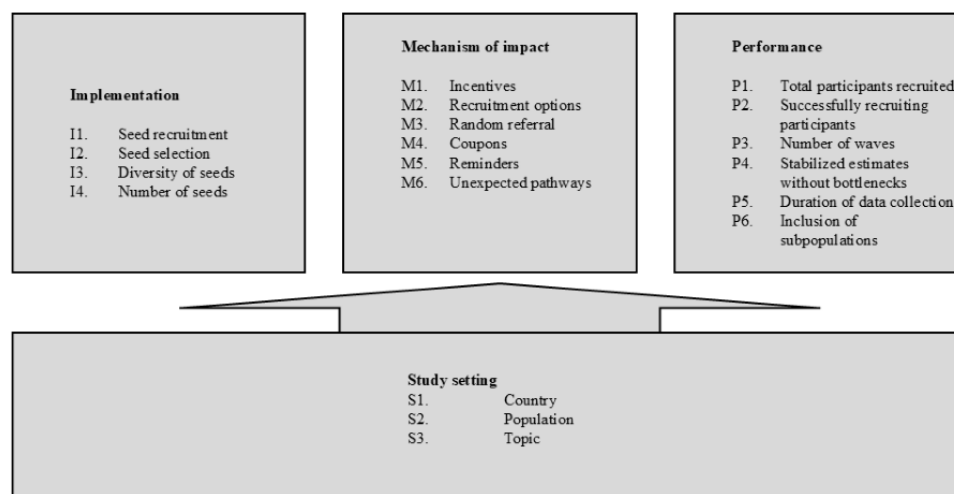 Implementation
I1. Seed recruitment
I2. Seed selection
I3. Diversity of seeds
I4. Number of seeds
Mechanism of impact
M1. Incentives
M2. Recruitment options
M3. Random referral
M4. Coupons
M5. Reminders
M6. Unexpected pathways
Performance
P1. Total participants recruited
P2. Successfully recruiting
participants
P3. Number of waves
P4. Stabilized estimates
without bottlenecks
P5. Duration of data collection
P6. Inclusion of
subpopulations
Study setting
S1. Country
S2. Population
S3. Topic